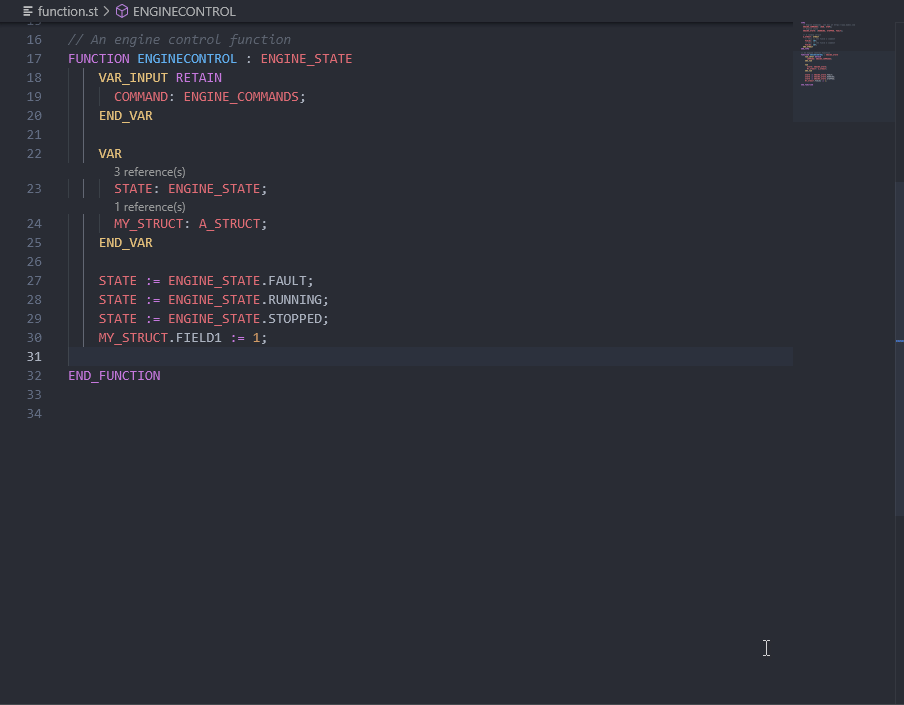 function.st > ENGINECONTROL
15
16 // An engine control function
17 FUNCTION ENGINECONTROL : ENGINE_STATE
18 VAR_INPUT RETAIN
19 COMMAND: ENGINE_COMMANDS;
20 END_VAR
21
22 VAR
3 reference(s)
23 STATE: ENGINE_STATE;
1 reference(s)
24 MY_STRUCT: A_STRUCT;
25 END_VAR
26
27 STATE := ENGINE_STATE.FAULT;
28 STATE := ENGINE_STATE.RUNNING;
29 STATE := ENGINE_STATE.STOPPED;
30 MY_STRUCT.FIELD1 := 1;
31
32 END_FUNCTION
33
34